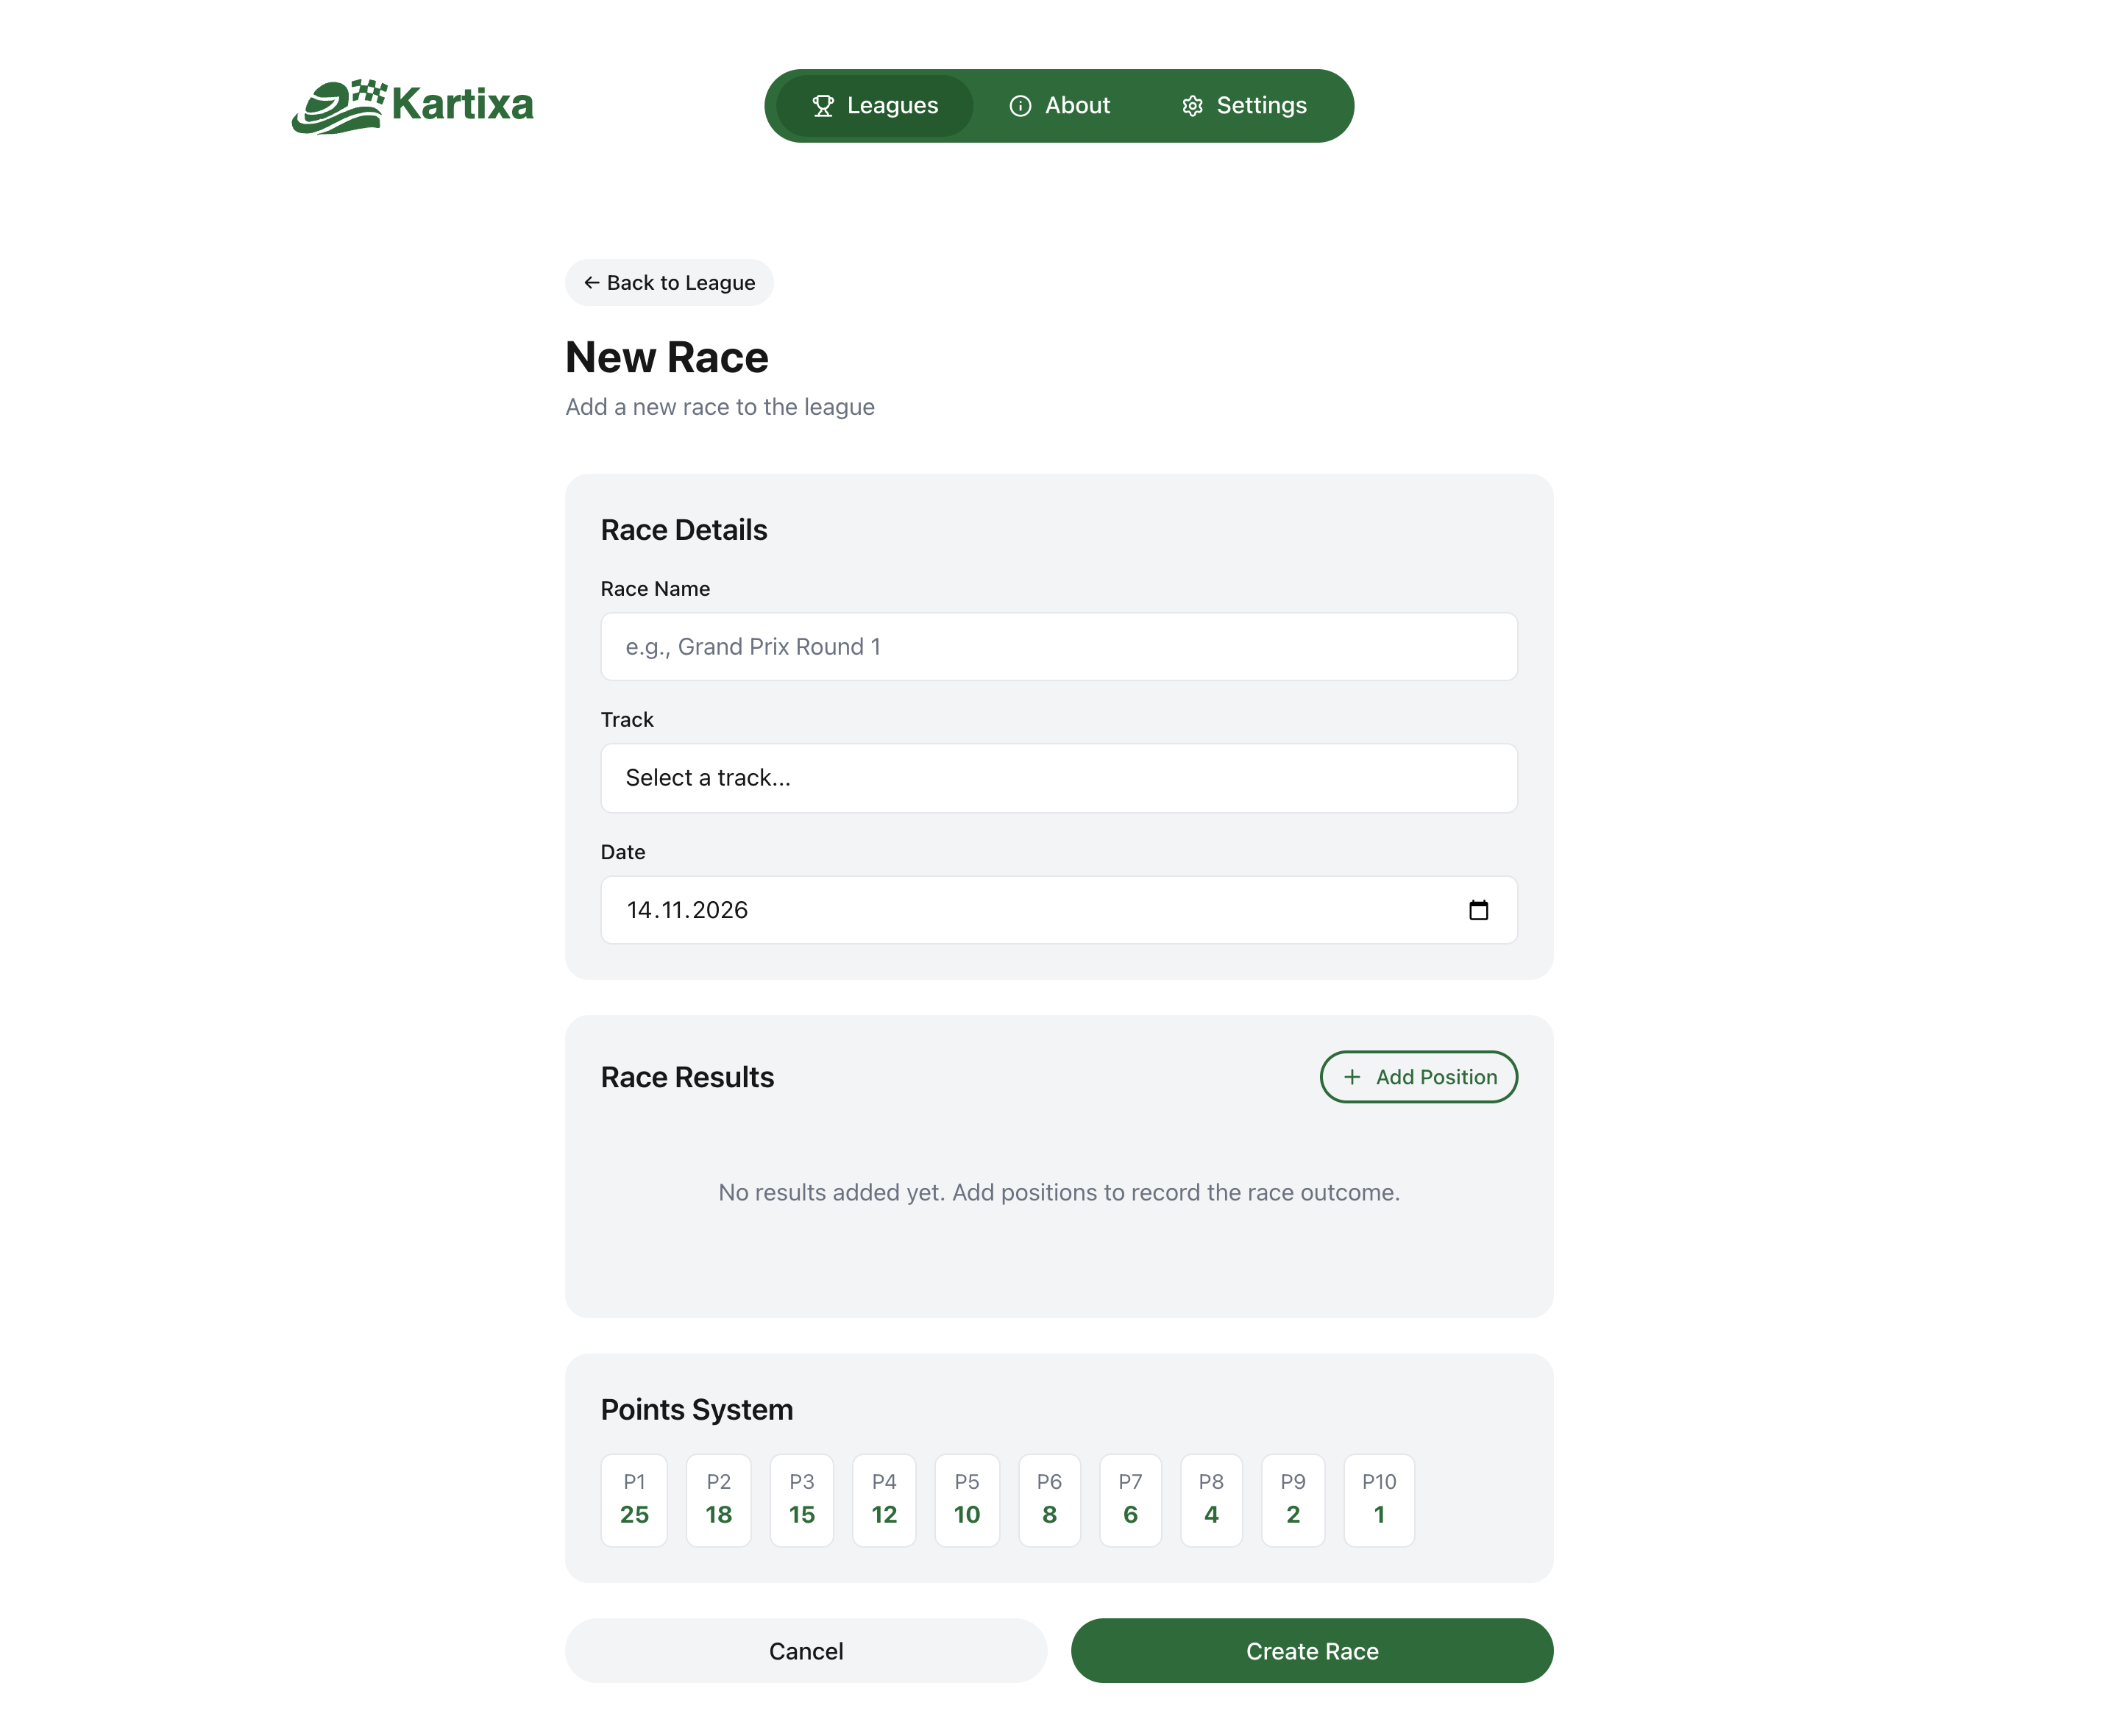 Kartixa
Leagues
About
Settings
← Back to League
New Race
Add a new race to the league
Race Details
Race Name
e.g., Grand Prix Round 1
Track
Select a track...
Date
14.11.2026
Race Results
+ Add Position
No results added yet. Add positions to record the race outcome.
Points System
P1 P2 P3 P4 P5 P6 P7 P8 P9 P10
25 18 15 12 10 8 6 4 2 1
Cancel
Create Race